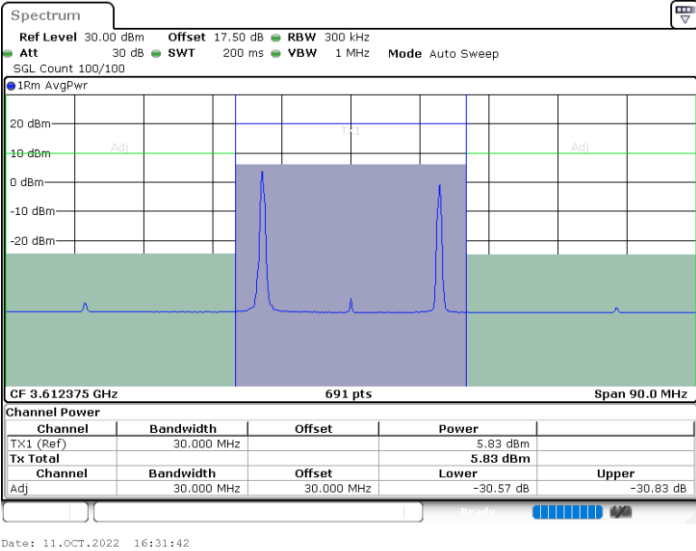 Spectrum
Ref Level 30.00 dBm Offset 17.50 dB RBW 300 kHz
Att 30 dB SWT 200 ms VBW 1 MHz Mode Auto Sweep
SGL Count 100/100
1Rm AvgPwr
20 dBm
TX1
Adj
Adj
10 dBm
0 dBm
-10 dBm
-20 dBm
CF 3.612375 GHz 691 pts Span 90.0 MHz
Channel Power
Channel Bandwidth Offset Power
TX1 (Ref) 30.000 MHz 5.83 dBm
Tx Total 5.83 dBm
Channel Bandwidth Offset Lower Upper
Adj 30.000 MHz 30.000 MHz -30.57 dB -30.83 dB
Ready
Date: 11.OCT.2022 16:31:42